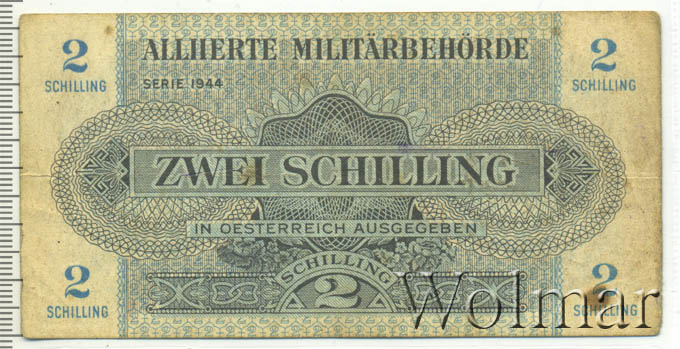 2 ALLIIERTE MILITÄRBEHÖRDE 2
SCHILLING SERIE 1944 SCHILLING
ZWEI SCHILLING
IN OESTERREICH AUSGEGEBEN
2 SCHILLING 2
SCHILLING 2 SCHILLING
Wolmar